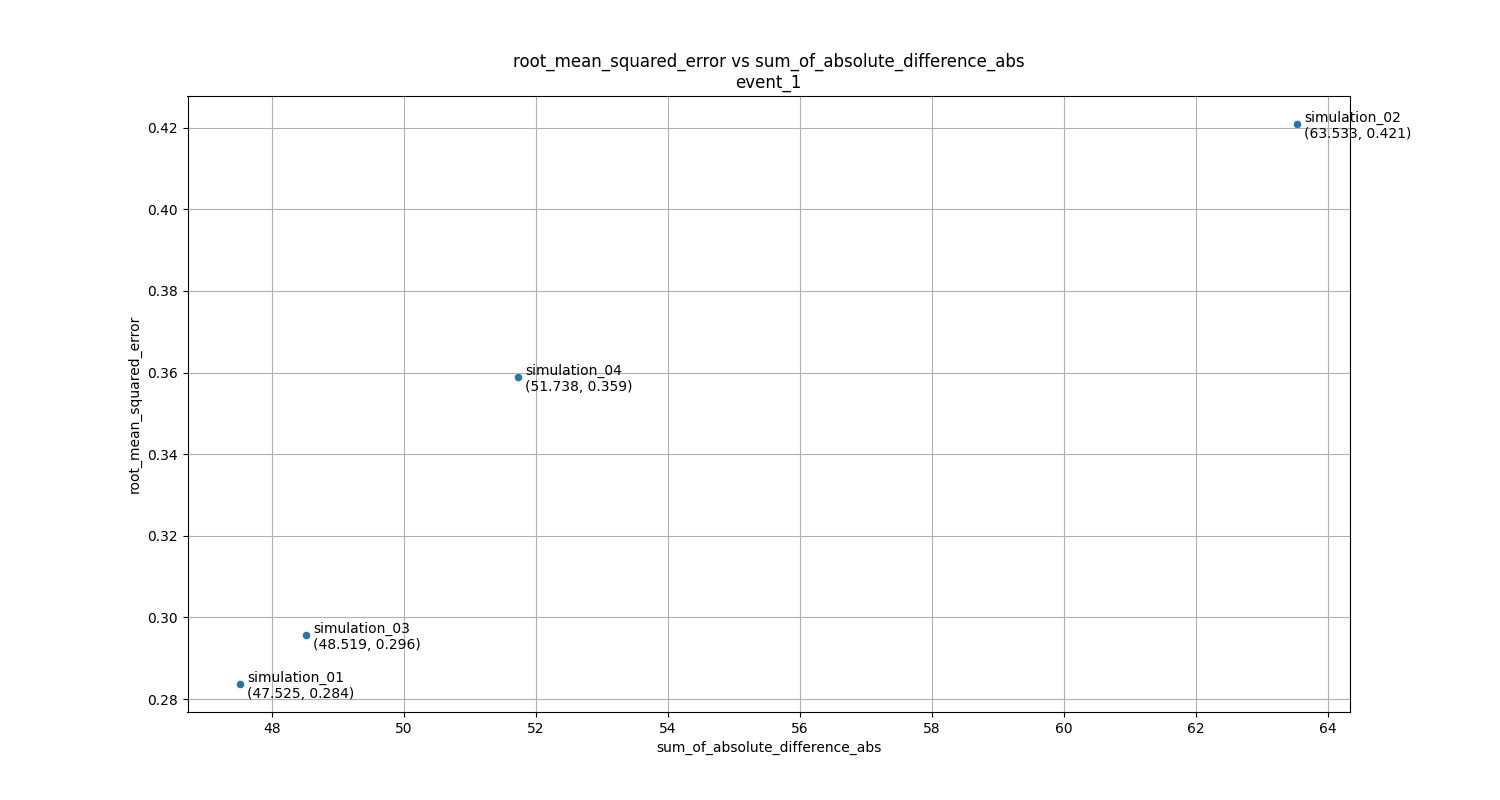 root_mean_squared_error vs sum_of_absolute_difference_abs
event_1
root_mean_squared_error
0.42
0.40
0.38
0.36
0.34
0.32
0.30
0.28
simulation_02
(63.533, 0.421)
simulation_04
(51.738, 0.359)
simulation_03
(48.519, 0.296)
simulation_01
(47.525, 0.284)
48
50
52
54
56
58
60
62
64
sum_of_absolute_difference_abs